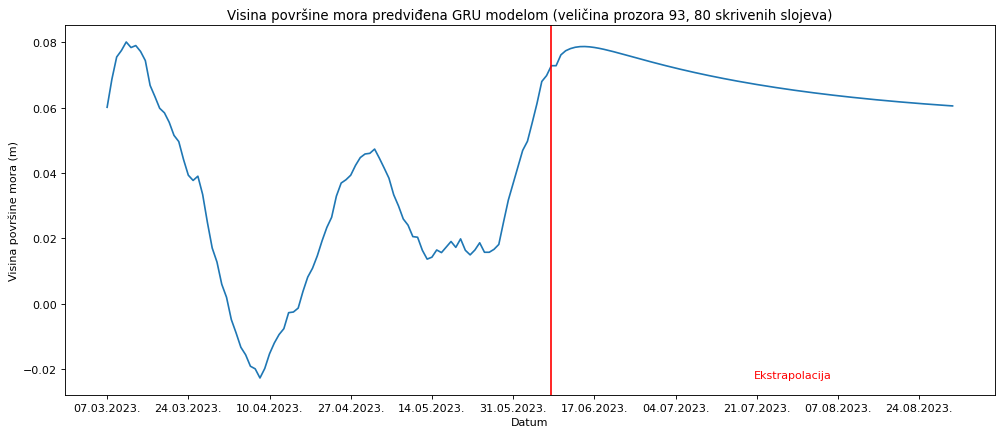 Visina površine mora predviđena GRU modelom (veličina prozora 93, 80 skrivenih slojeva)
Visina površine mora (m)
0.08
0.06
0.04
0.02
0.00
−0.02
Ekstrapolacija
07.03.2023. 24.03.2023. 10.04.2023. 27.04.2023. 14.05.2023. 31.05.2023. 17.06.2023. 04.07.2023. 21.07.2023. 07.08.2023. 24.08.2023.
Datum